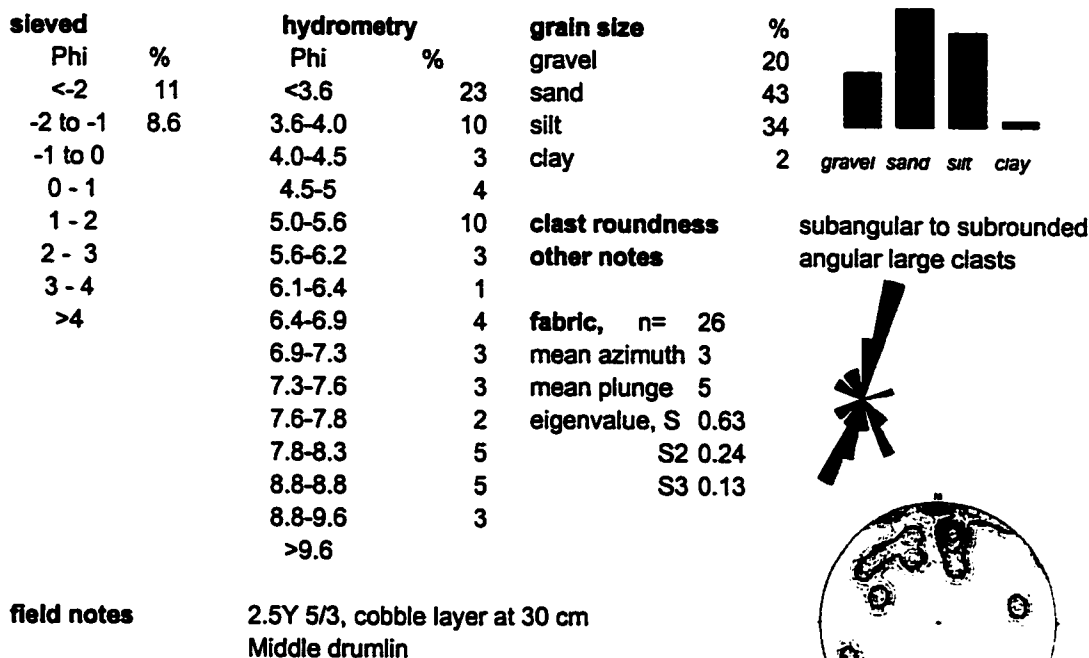 sieved hydrometry grain size %
Phi % Phi % gravel 20
<-2 11 <3.6 23 sand 43
-2 to -1 8.6 3.6-4.0 10 silt 34
-1 to 0 4.0-4.5 3 clay 2 gravel sand silt clay
0 - 1 4.5-5 4
1 - 2 5.0-5.6 10 clast roundness subangular to subrounded
2 - 3 5.6-6.2 3 other notes angular large clasts
3 - 4 6.1-6.4 1
>4 6.4-6.9 4 fabric, n= 26
6.9-7.3 3 mean azimuth 3
7.3-7.6 3 mean plunge 5
7.6-7.8 2 eigenvalue, S 0.63
7.8-8.3 5 S2 0.24
8.8-8.8 5 S3 0.13
8.8-9.6 3 N
>9.6
field notes 2.5Y 5/3, cobble layer at 30 cm
Middle drumlin